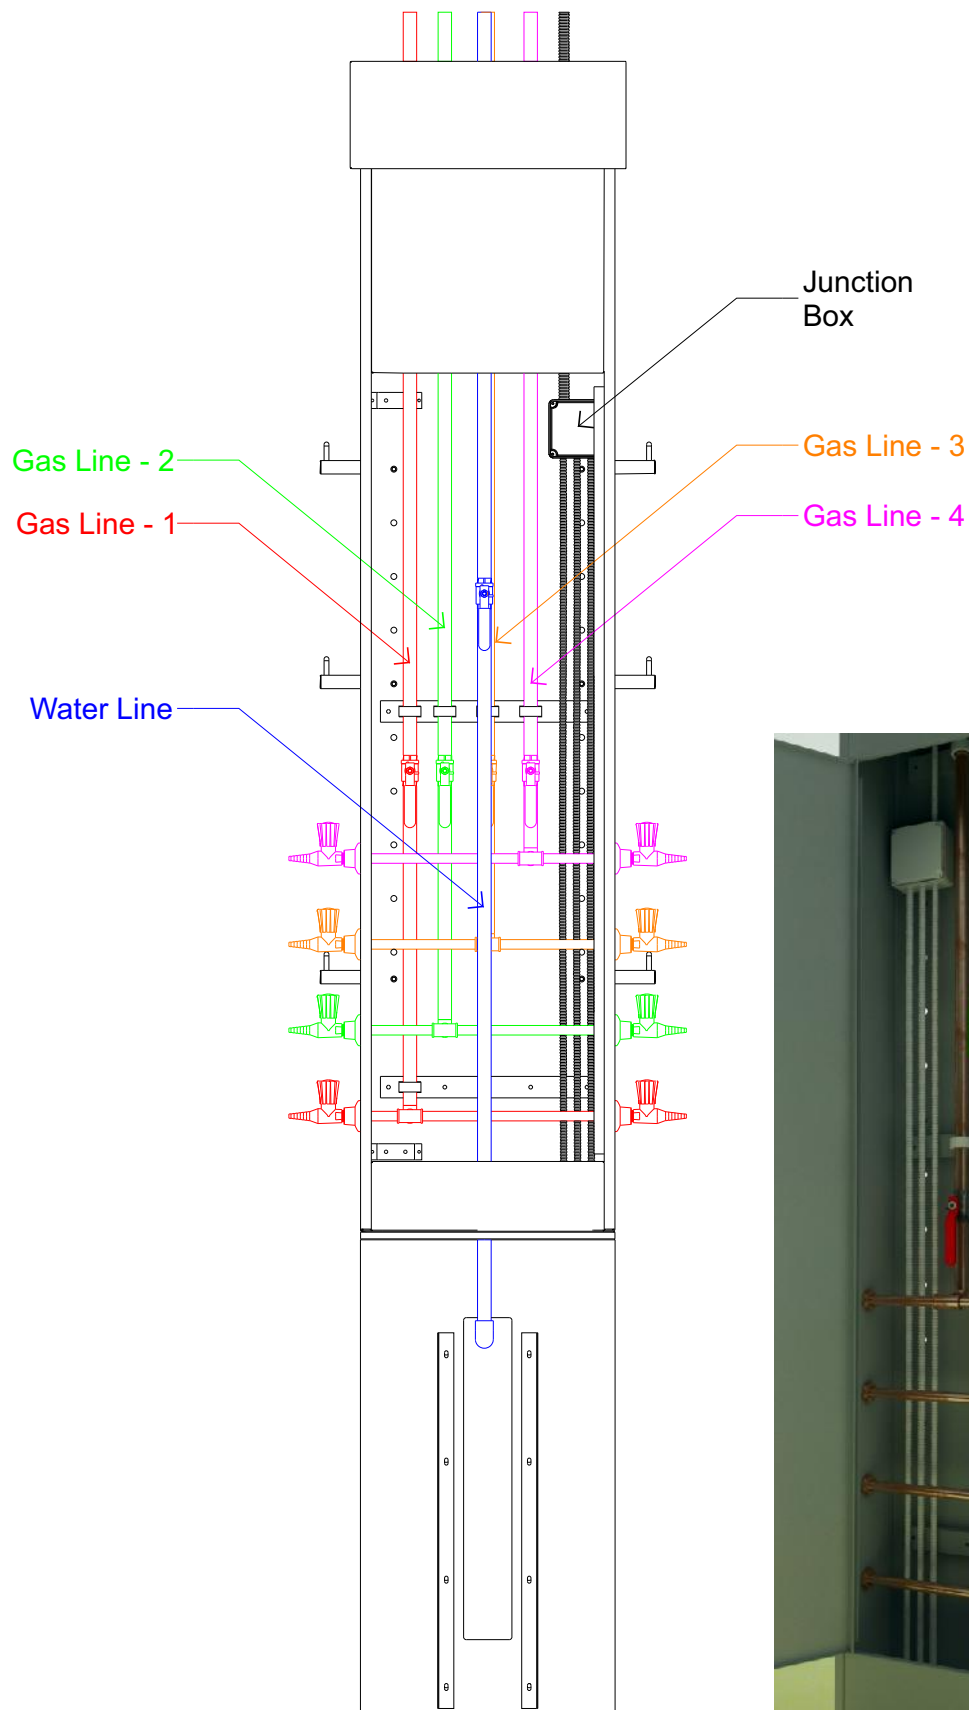 Junction
Box
Gas Line - 3
Gas Line - 2
Gas Line - 4
Gas Line - 1
Water Line